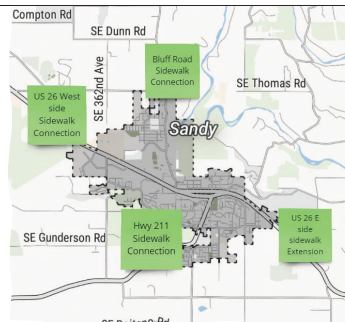 Compton Rd
SE Dunn Rd
SE 362nd Ave
Bluff Road
Sidewalk
Connection
SE Thomas Rd
US 26 West
side
Sidewalk
Connection
Sandy
Hwy 211
Sidewalk
Connection
US 26 E
side
sidewalk
Extension
SE Gunderson Rd